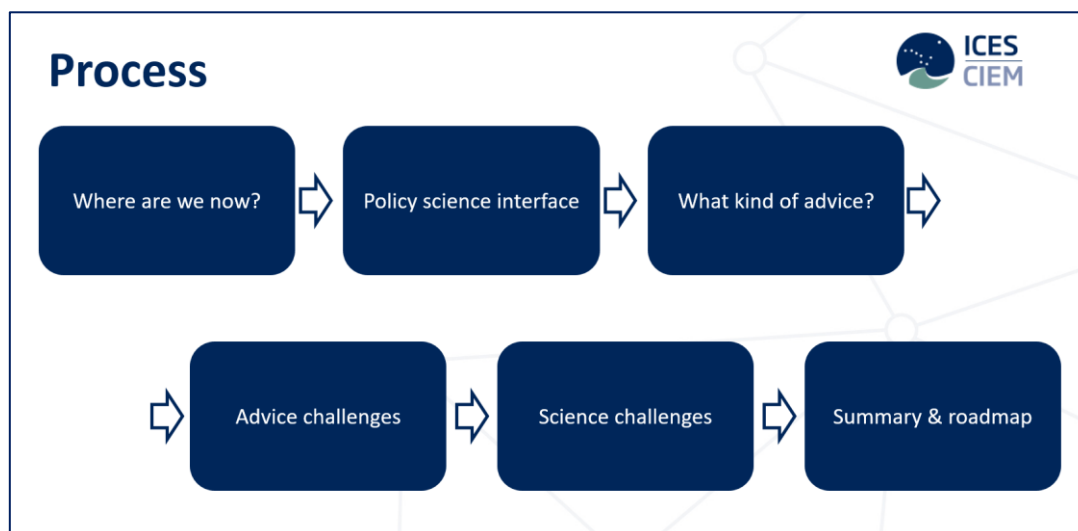 Process
ICES
CIEM
Where are we now?
Policy science interface
What kind of advice?
Advice challenges
Science challenges
Summary & roadmap